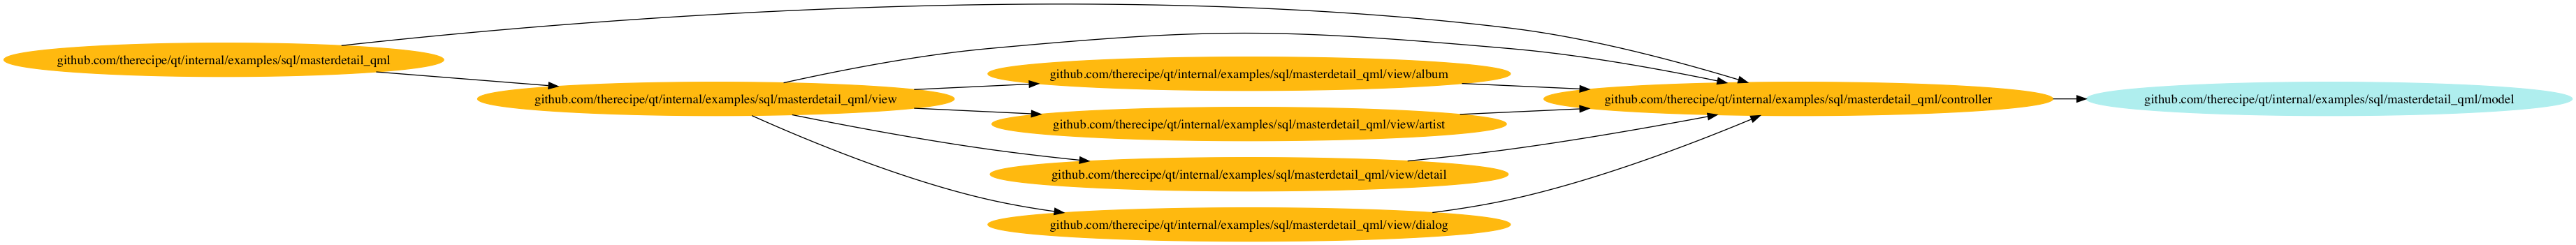 github.com/therecipe/qt/internal/examples/sql/masterdetail_qml
github.com/therecipe/qt/internal/examples/sql/masterdetail_qml/view
github.com/therecipe/qt/internal/examples/sql/masterdetail_qml/view/album
github.com/therecipe/qt/internal/examples/sql/masterdetail_qml/view/artist
github.com/therecipe/qt/internal/examples/sql/masterdetail_qml/view/detail
github.com/therecipe/qt/internal/examples/sql/masterdetail_qml/view/dialog
github.com/therecipe/qt/internal/examples/sql/masterdetail_qml/controller
github.com/therecipe/qt/internal/examples/sql/masterdetail_qml/model